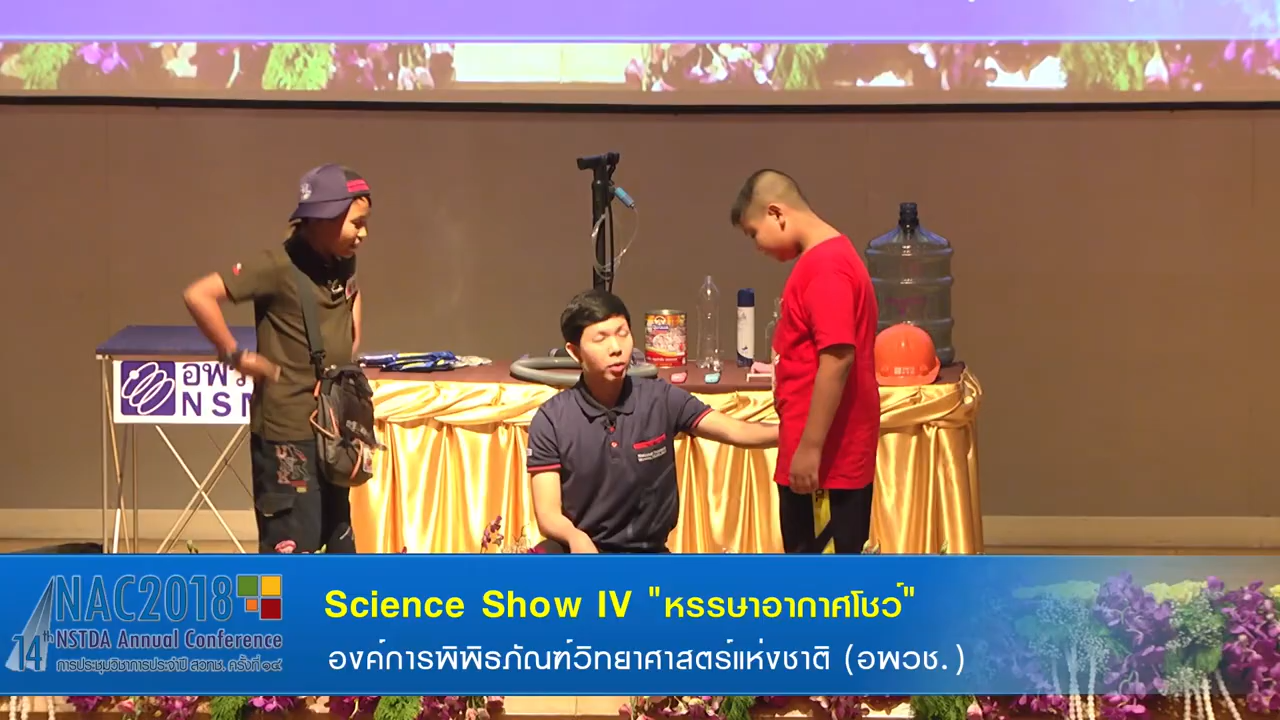 อพว
NSM
NAC2018
14th NSTDA Annual Conference
การประชุมวิชาการประจำปี สวทช. ครั้งที่ ๑๔
Science Show IV "หรรษาอากาศโชว์"
องค์การพิพิธภัณฑ์วิทยาศาสตร์แห่งชาติ (อพวช.)